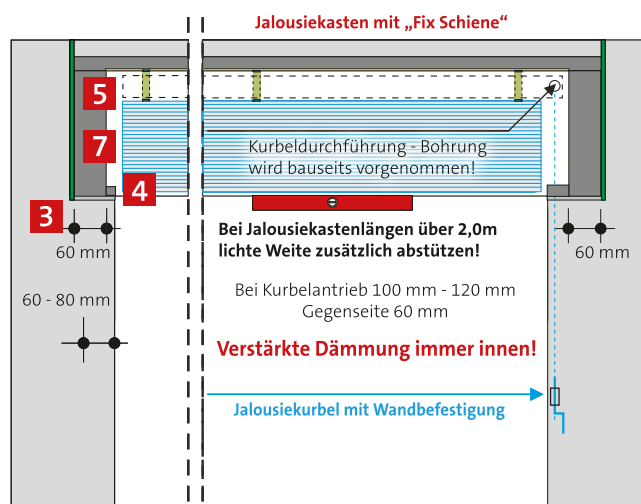 Jalousiekasten mit „Fix Schiene“
5
7
Kurbeldurchführung - Bohrung
wird bauseits vorgenommen!
4
3
Bei Jalousiekastenlängen über 2,0m
lichte Weite zusätzlich abstützen!
60 mm
60 mm
Bei Kurbelantrieb 100 mm - 120 mm
Gegenseite 60 mm
60 - 80 mm
Verstärkte Dämmung immer innen!
Jalousiekurbel mit Wandbefestigung